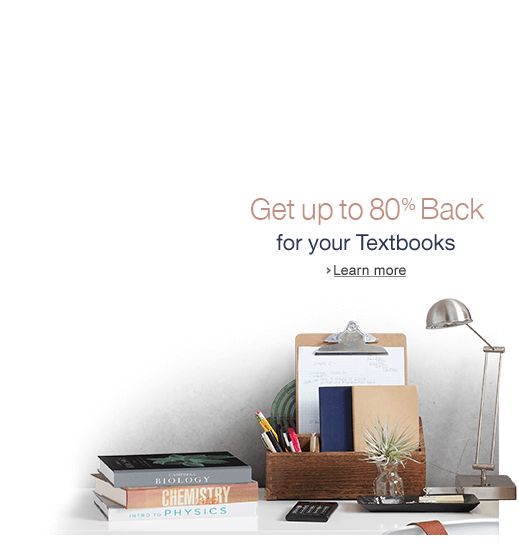 Get up to 80% Back
for your Textbooks
› Learn more
CAMPBELL
BIOLOGY
CHEMISTRY
INTRO TO PHYSICS